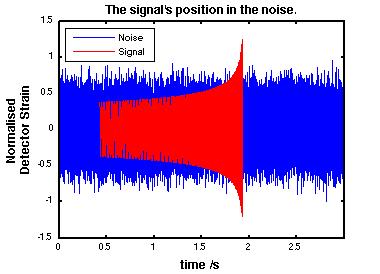 The signal's position in the noise.
1.5
1
0.5
0
-0.5
-1
-1.5
Normalised
Detector Strain
Noise
Signal
0 0.5 1 1.5 2 2.5
time /s